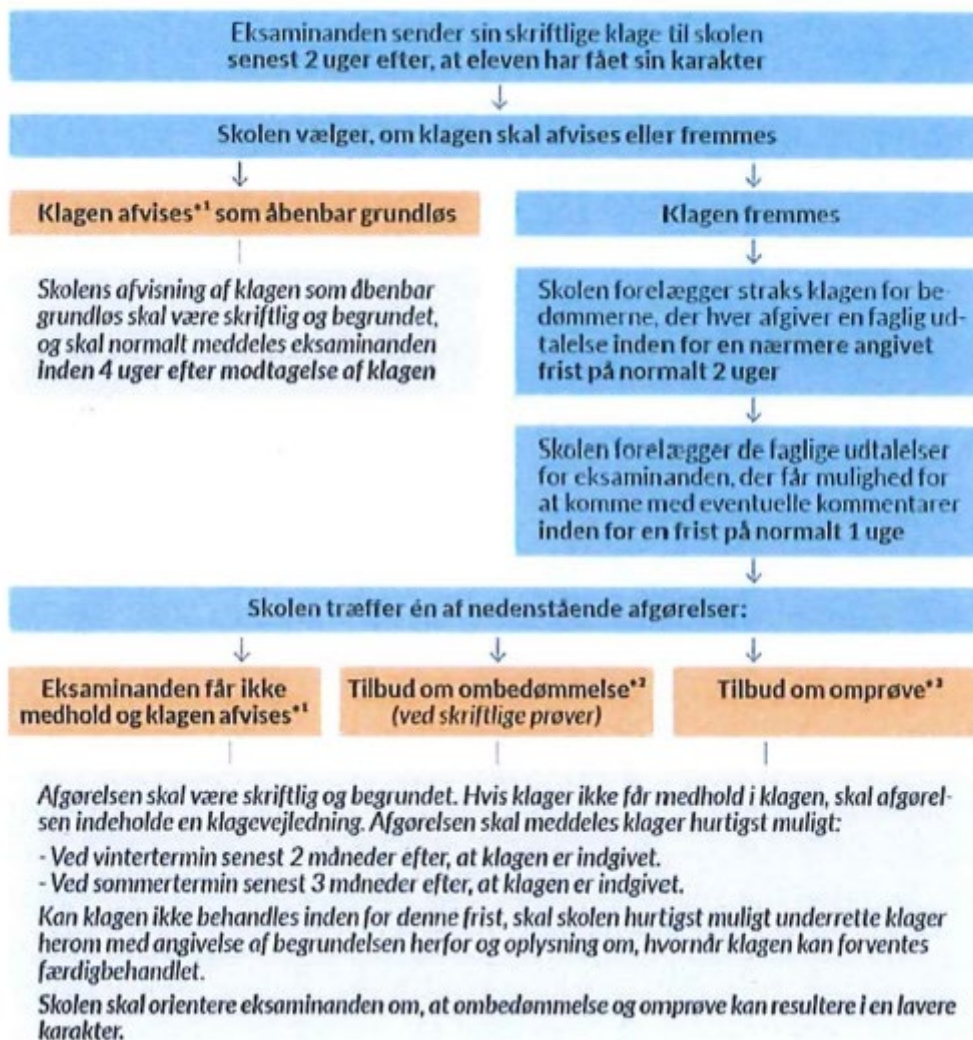 Eksaminanden sender sin skriftlige klage til skolen
senest 2 uger efter, at eleven har fået sin karakter
Skolen vælger, om klagen skal afvises eller fremmes
Klagen afvises*¹ som åbenbar grundløs
Klagen fremmes
Skolens afvisning af klagen som åbenbar
grundløs skal være skriftlig og begrundet,
og skal normalt meddeles eksaminanden
inden 4 uger efter modtagelse af klagen
Skolen forelægger straks klagen for be-
dømmerne, der hver afgiver en faglig ud-
talelse inden for en nærmere angivet
frist på normalt 2 uger
Skolen forelægger de faglige udtalelser
for eksaminanden, der får mulighed for
at komme med eventuelle kommentarer
inden for en frist på normalt 1 uge
Skolen træffer én af nedenstående afgørelser:
Eksaminanden får ikke
medhold og klagen afvises*¹
Tilbud om ombedømmelse*²
(ved skriftlige prøver)
Tilbud om omprøve*³
Afgørelsen skal være skriftlig og begrundet. Hvis klager ikke får medhold i klagen, skal afgørel-
sen indeholde en klagevejledning. Afgørelsen skal meddeles klager hurtigst muligt:
- Ved vintertermin senest 2 måneder efter, at klagen er indgivet.
- Ved sommertermin senest 3 måneder efter, at klagen er indgivet.
Kan klagen ikke behandles inden for denne frist, skal skolen hurtigst muligt underrette klager
herom med angivelse af begrundelsen herfor og oplysning om, hvornår klagen kan forventes
færdigbehandlet.
Skolen skal orientere eksaminanden om, at ombedømmelse og omprøve kan resultere i en lavere
karakter.